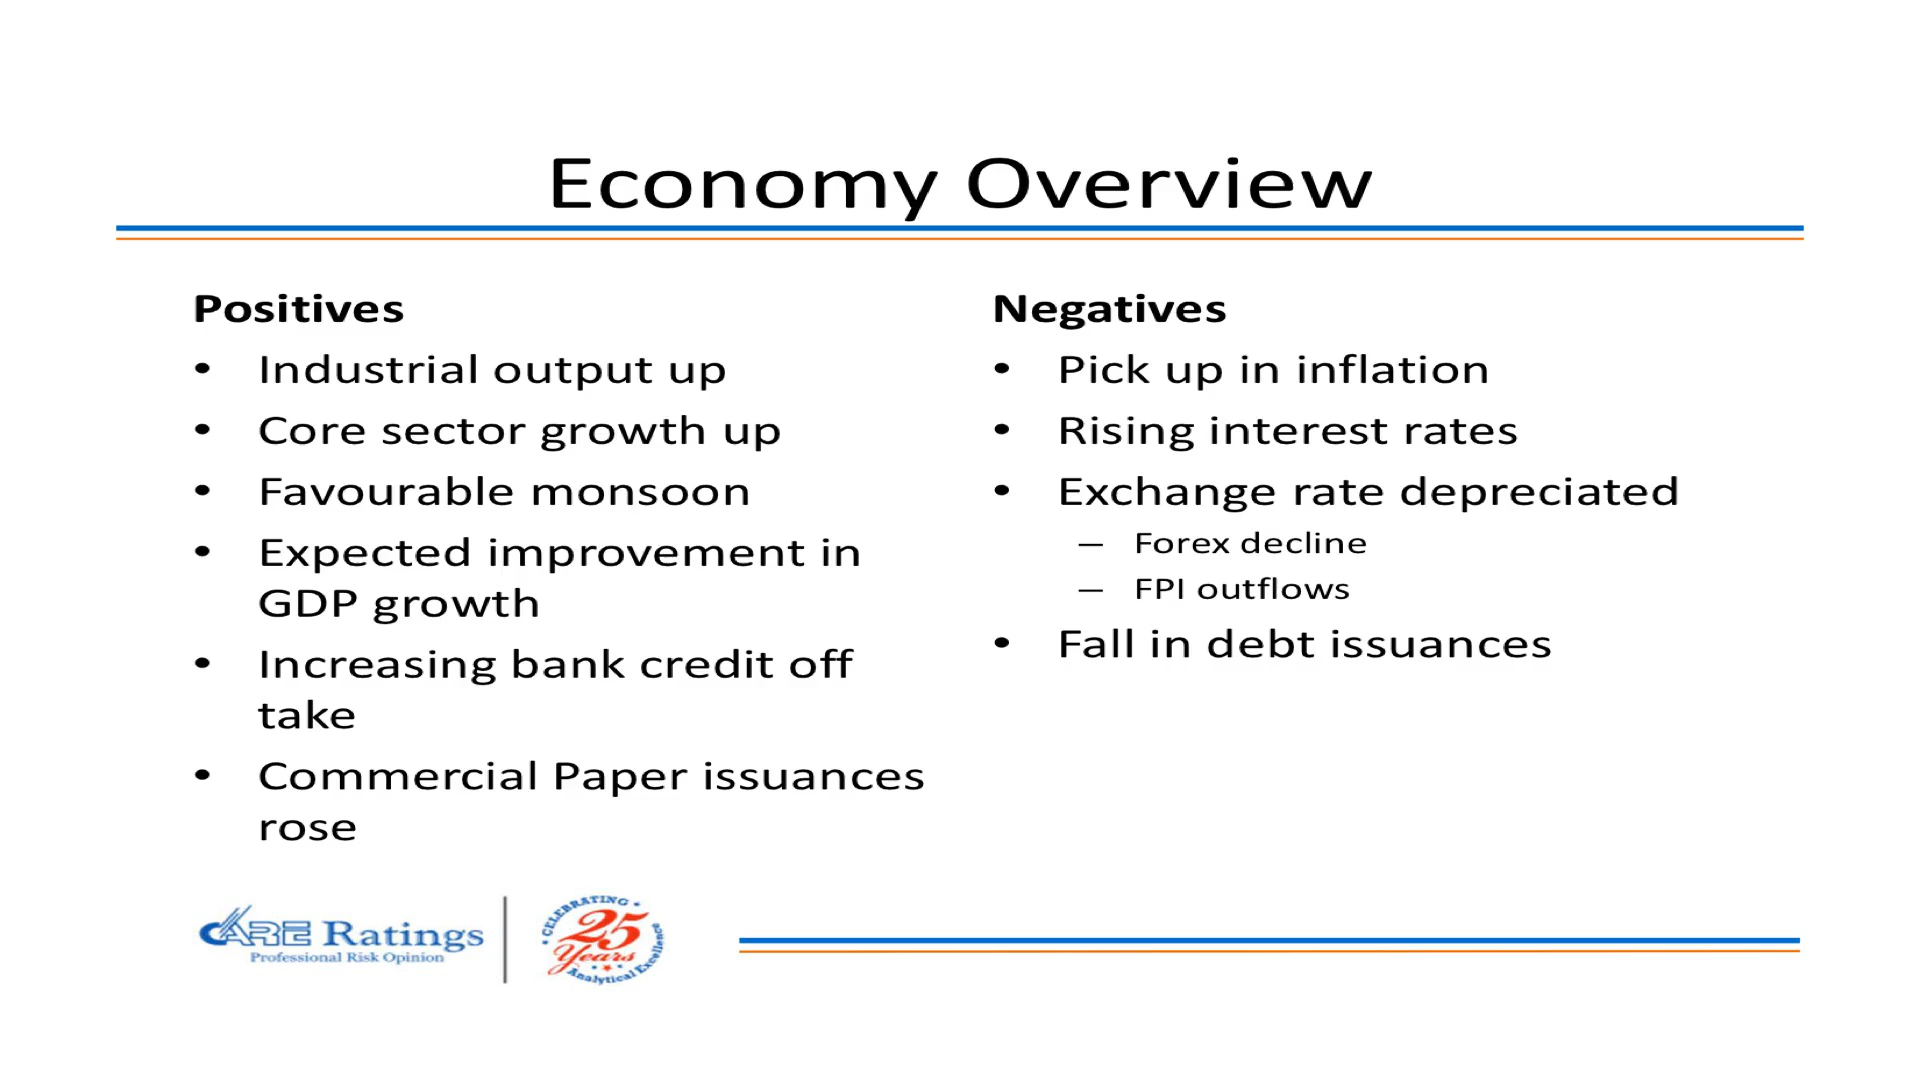 Economy Overview
Positives
• Industrial output up
• Core sector growth up
• Favourable monsoon
• Expected improvement in
GDP growth
• Increasing bank credit off
take
• Commercial Paper issuances
rose
Negatives
• Pick up in inflation
• Rising interest rates
• Exchange rate depreciated
— Forex decline
— FPI outflows
• Fall in debt issuances
CARE Ratings
Professional Risk Opinion
CELEBRATING
25
Years
Analytical Excellence